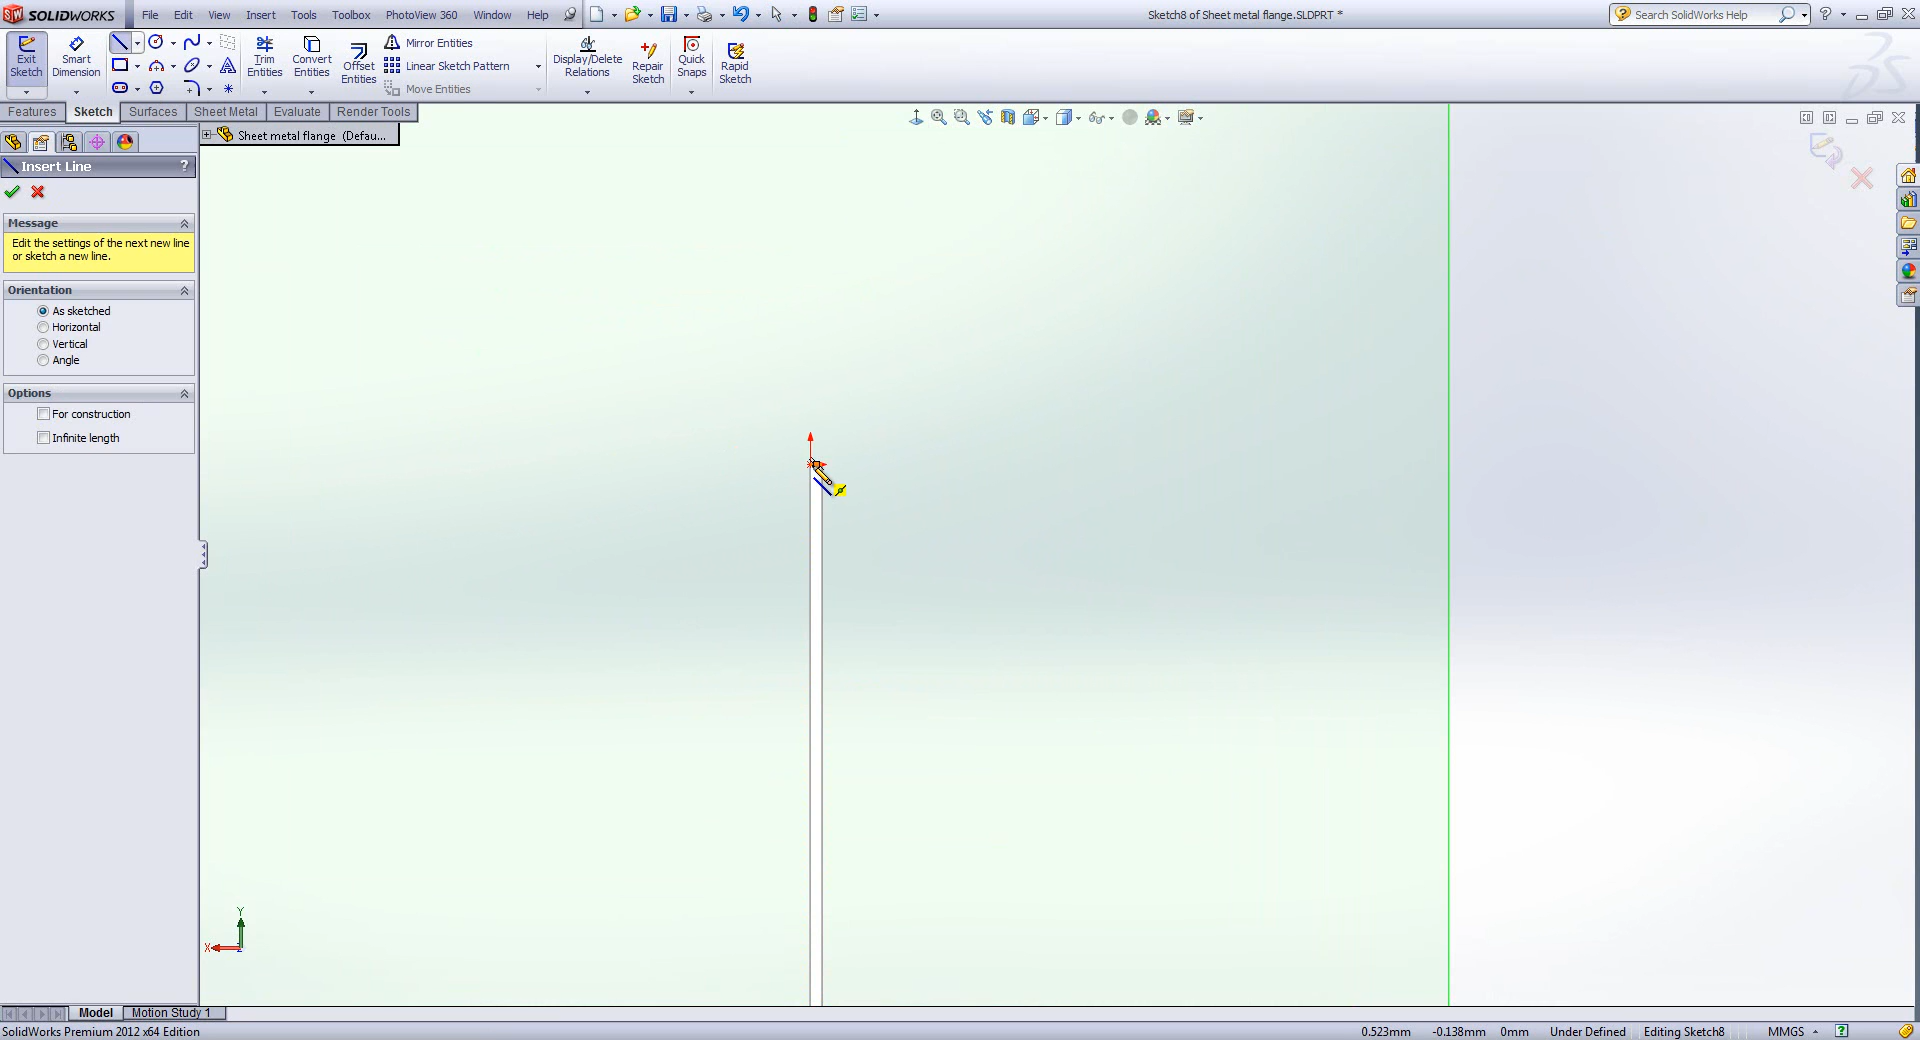 SOLIDWORKS File Edit View Insert Tools Toolbox PhotoView 360 Window Help Sketch8 of Sheet metal flange.SLDPRT * Search SolidWorks Help ?
Exit Sketch
Smart Dimension
Trim Entities
Convert Entities
Offset Entities
Mirror Entities
Linear Sketch Pattern
Move Entities
Display/Delete Relations
Repair Sketch
Quick Snaps
Rapid Sketch
Features Sketch Surfaces Sheet Metal Evaluate Render Tools
Sheet metal flange (Defau...
Insert Line ?
Message
Edit the settings of the next new line
or sketch a new line.
Orientation
As sketched
Horizontal
Vertical
Angle
Options
For construction
Infinite length
Y
X
Model Motion Study 1
SolidWorks Premium 2012 x64 Edition 0.523mm -0.138mm 0mm Under Defined Editing Sketch8 MMGS ?